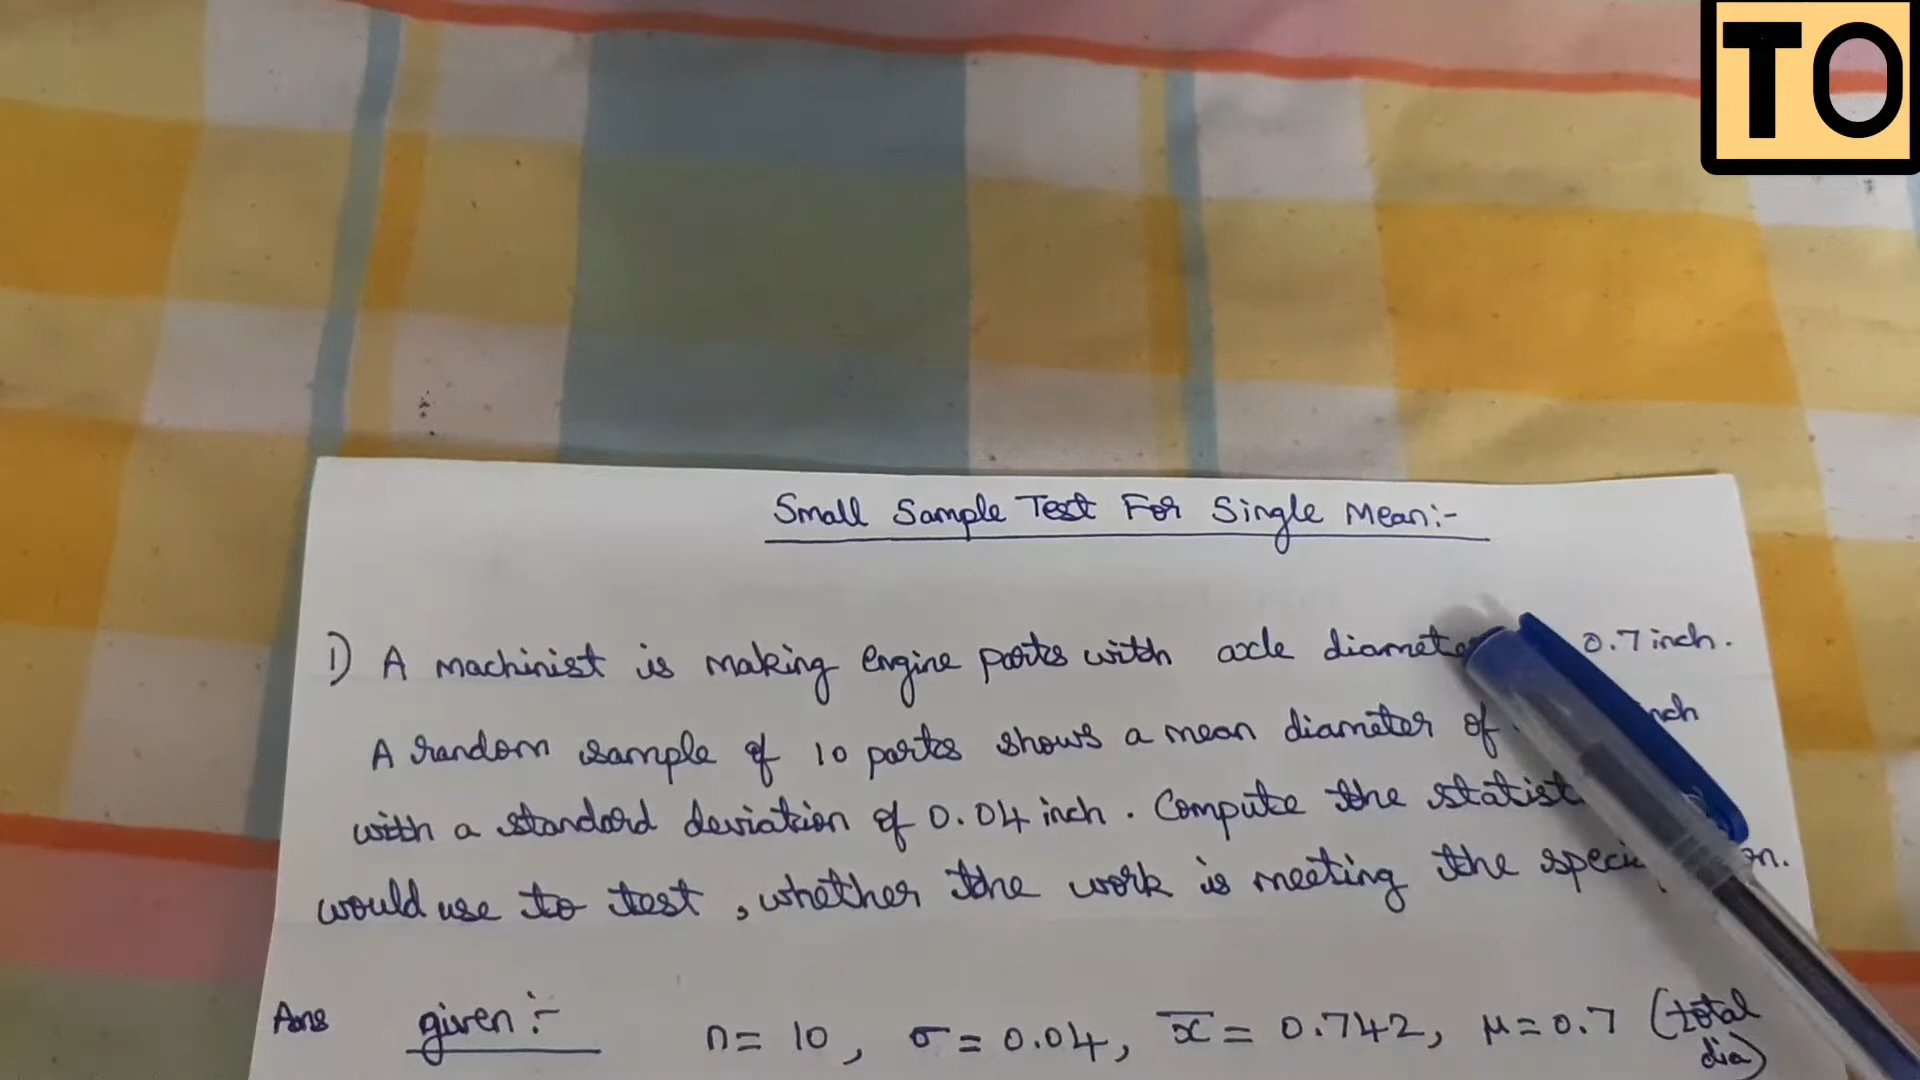 TO
Small Sample Test For Single Mean:-
1) A machinist is making engine parts with axle 0.7 inch.
A random sample of 10 parts shows a mean diameter of
with a standard deviation of 0.04 inch. Compute the
would use to test, whether the work is meeting the
Ans given:- n= 10, σ= 0.04, x̄= 0.742, μ=0.7 (total
dia)